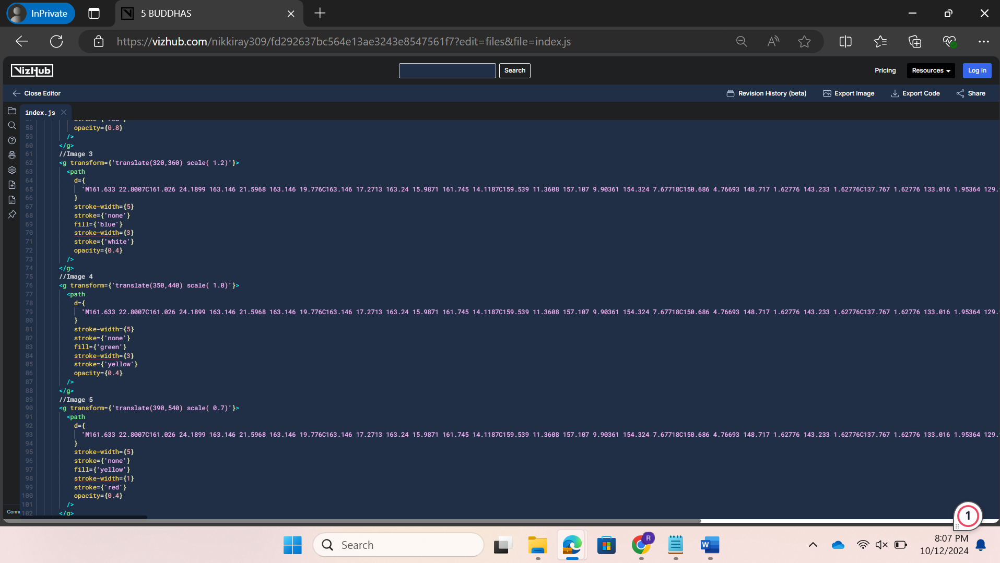 InPrivate
5 BUDDHAS
https://vizhub.com/nikkiray309/fd292637bc564e13ae3243e8547561f7?edit=files&file=index.js
VizHub
Search
Pricing
Resources
Log in
Close Editor
Revision History (beta)
Export Image
Export Code
Share
index.js
58 opacity={0.8}
59 />
60 </g>
61 //Image 3
62 <g transform={'translate(320,360) scale( 1.2)'}>
63 <path
64 d={
65 'M161.633 22.8007C161.026 24.1899 163.146 21.5968 163.146 19.776C163.146 17.2713 163.24 15.9871 161.745 14.1187C159.539 11.3608 157.107 9.90361 154.324 7.67718C150.686 4.76693 148.717 1.62776 143.233 1.62776C137.767 1.62776 133.016 1.95364 129.
66 }
67 stroke-width={5}
68 stroke={'none'}
69 fill={'blue'}
70 stroke-width={3}
71 stroke={'white'}
72 opacity={0.4}
73 />
74 </g>
75 //Image 4
76 <g transform={'translate(350,440) scale( 1.0)'}>
77 <path
78 d={
79 'M161.633 22.8007C161.026 24.1899 163.146 21.5968 163.146 19.776C163.146 17.2713 163.24 15.9871 161.745 14.1187C159.539 11.3608 157.107 9.90361 154.324 7.67718C150.686 4.76693 148.717 1.62776 143.233 1.62776C137.767 1.62776 133.016 1.95364 129.
80 }
81 stroke-width={5}
82 stroke={'none'}
83 fill={'green'}
84 stroke-width={3}
85 stroke={'yellow'}
86 opacity={0.4}
87 />
88 </g>
89 //Image 5
90 <g transform={'translate(390,540) scale( 0.7)'}>
91 <path
92 d={
93 'M161.633 22.8007C161.026 24.1899 163.146 21.5968 163.146 19.776C163.146 17.2713 163.24 15.9871 161.745 14.1187C159.539 11.3608 157.107 9.90361 154.324 7.67718C150.686 4.76693 148.717 1.62776 143.233 1.62776C137.767 1.62776 133.016 1.95364 129.
94 }
95 stroke-width={5}
96 stroke={'none'}
97 fill={'yellow'}
98 stroke-width={1}
99 stroke={'red'}
100 opacity={0.4}
101 />
Conne 102 </g>
1
Search
R
W
8:07 PM
10/12/2024